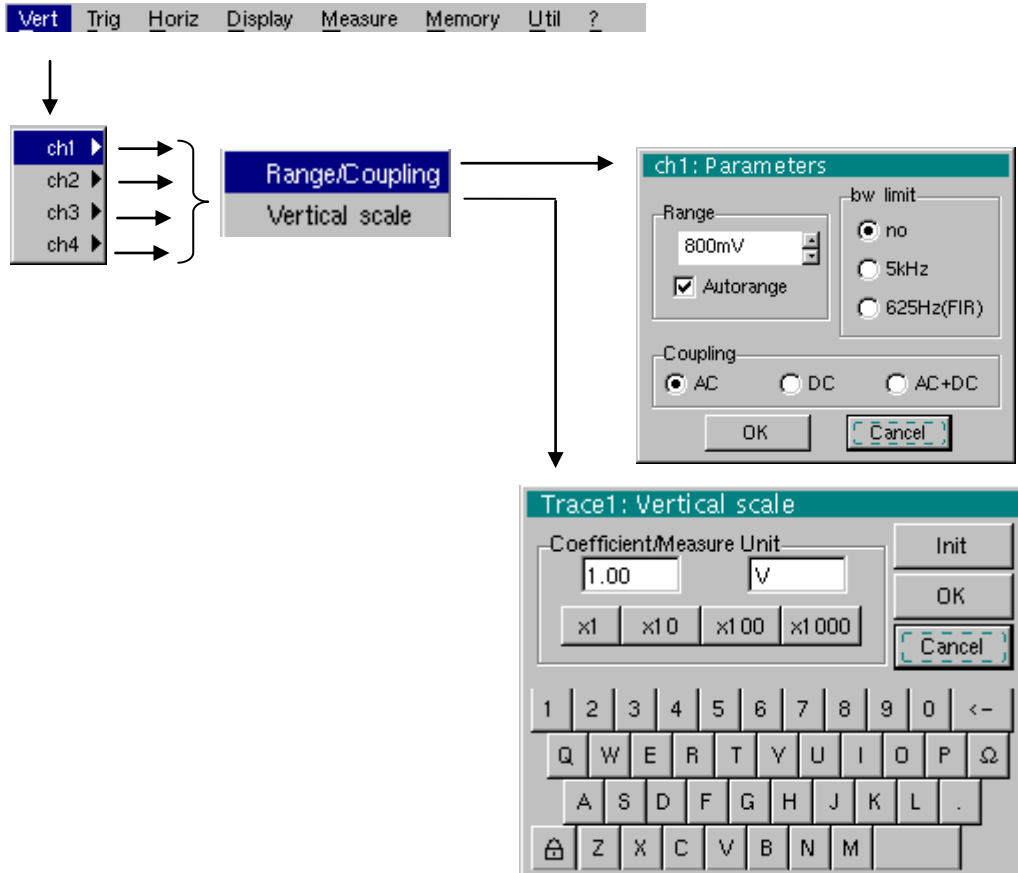 Vert Trig Horiz Display Measure Memory Util ?
ch1
ch2
ch3
ch4
Range/Coupling
Vertical scale
ch1: Parameters
Range
800mV
Autorange
bw limit
no
5kHz
625Hz(FIR)
Coupling
AC DC AC+DC
OK Cancel
Trace1: Vertical scale
Coefficient/Measure Unit
1.00 V
x1 x10 x100 x1000
Init
OK
Cancel
1 2 3 4 5 6 7 8 9 0 <-
Q W E R T Y U I O P Ω
A S D F G H J K L .
Z X C V B N M